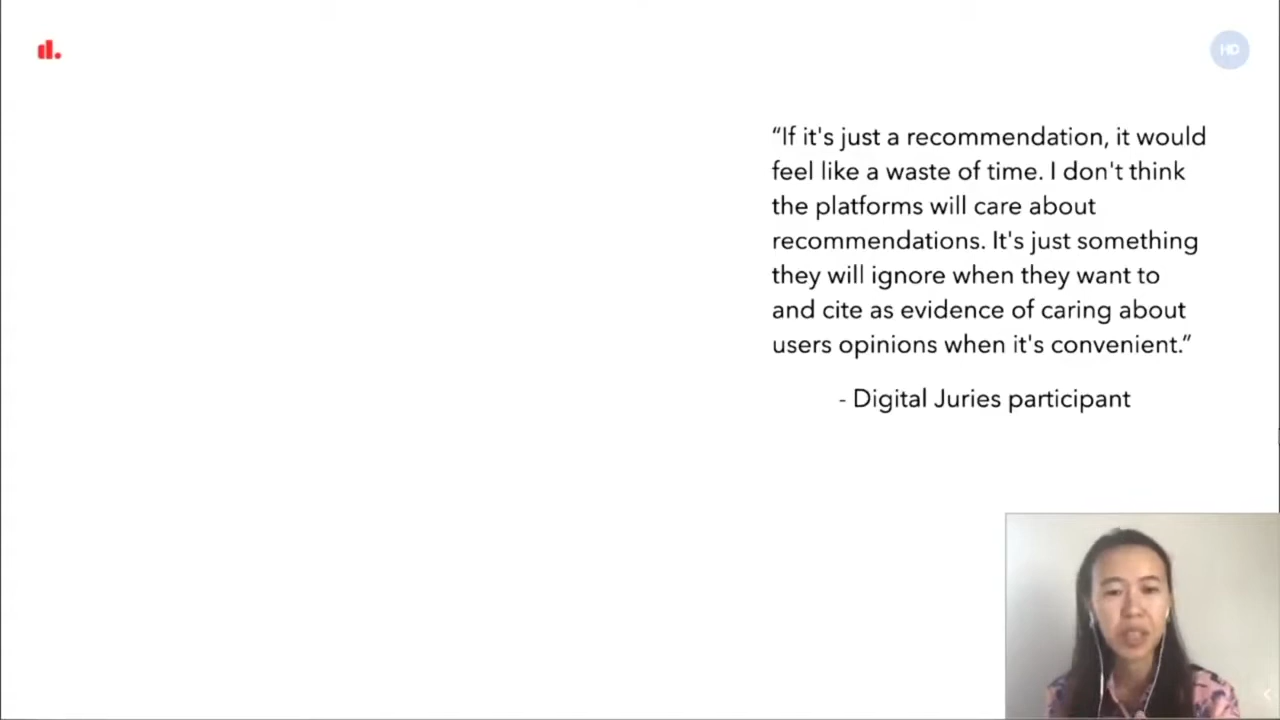 d.
HD
“If it's just a recommendation, it would
feel like a waste of time. I don't think
the platforms will care about
recommendations. It's just something
they will ignore when they want to
and cite as evidence of caring about
users opinions when it's convenient.”
- Digital Juries participant